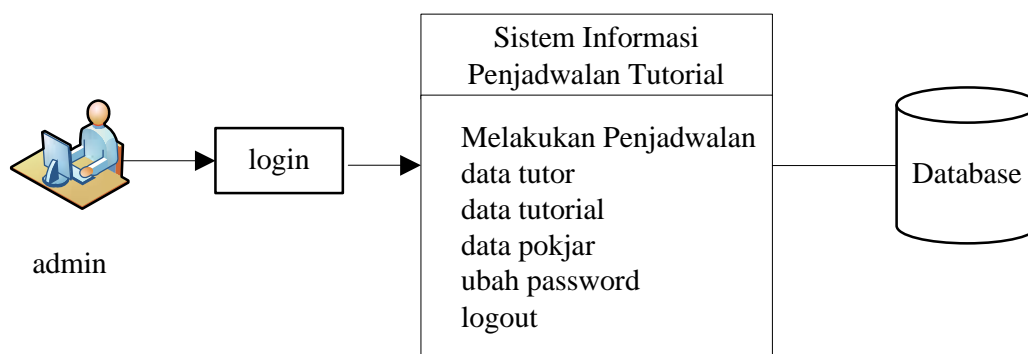 Sistem Informasi
Penjadwalan Tutorial
Melakukan Penjadwalan
data tutor
data tutorial
data pokjar
ubah password
logout
login
admin
Database